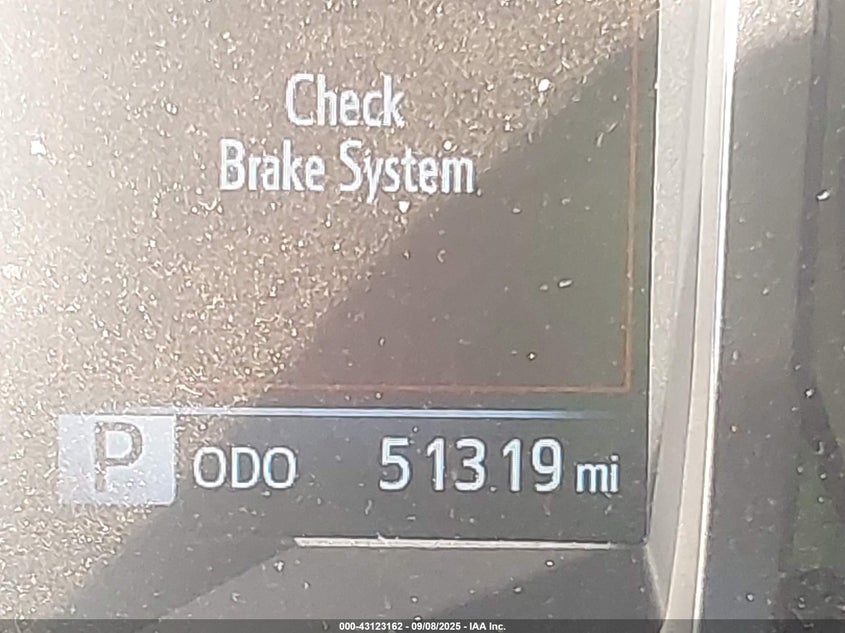 Check
Brake System
P ODO 51319 mi
000-43123162 - 09/08/2025 - IAA Inc.